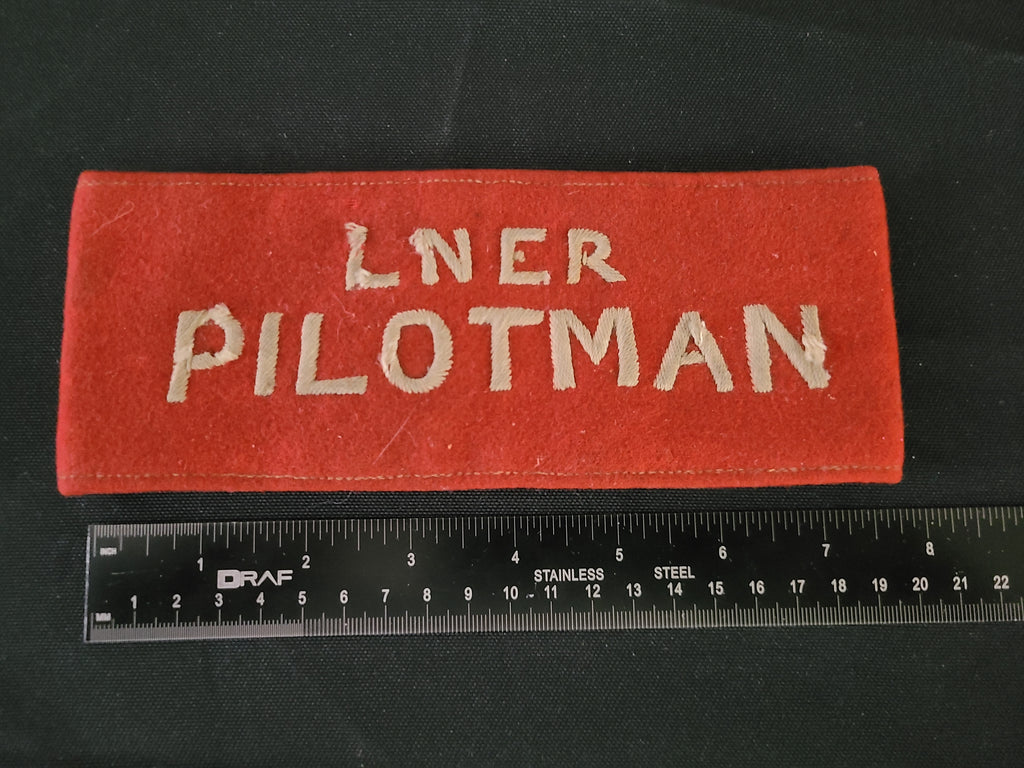 LNER
PILOTMAN
INCH
1 2 3 4 5 6 7 8
DRAF
STAINLESS STEEL
1 2 3 4 5 6 7 8 9 10 11 12 13 14 15 16 17 18 19 20 21 22
MM